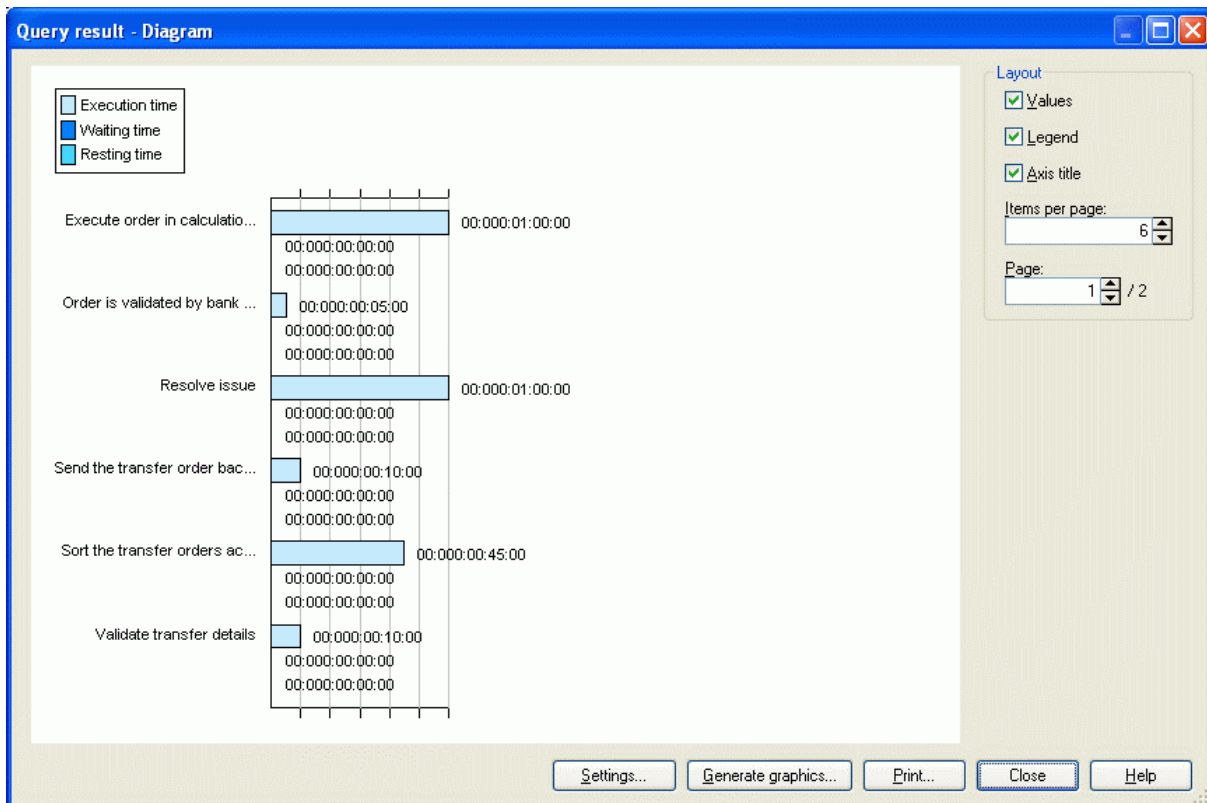 Query result - Diagram
Layout
Execution time
Waiting time
Resting time
Values
Legend
Axis title
Items per page:
6
Page:
1 / 2
Execute order in calculatio... 00:000:01:00:00
00:000:00:00:00
00:000:00:00:00
Order is validated by bank ... 00:000:00:05:00
00:000:00:00:00
00:000:00:00:00
Resolve issue 00:000:01:00:00
00:000:00:00:00
00:000:00:00:00
Send the transfer order bac... 00:000:00:10:00
00:000:00:00:00
00:000:00:00:00
Sort the transfer orders ac... 00:000:00:45:00
00:000:00:00:00
00:000:00:00:00
Validate transfer details 00:000:00:10:00
00:000:00:00:00
00:000:00:00:00
Settings... Generate graphics... Print... Close Help